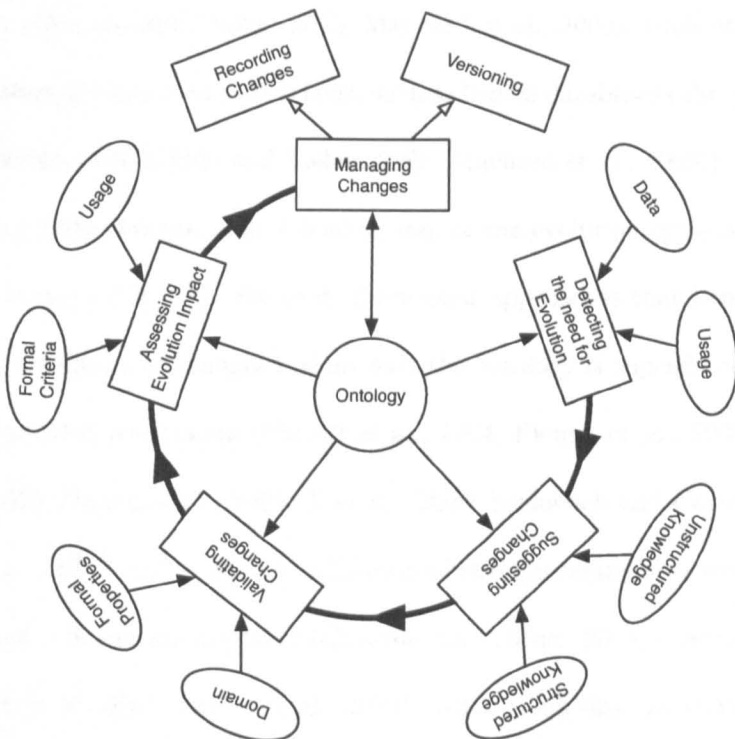 Recording
Changes
Versioning
Managing
Changes
Usage
Data
Assessing
Evolution Impact
Detecting
the need for
Evolution
Formal
Criteria
Usage
Ontology
Validating
Changes
Suggesting
Changes
Unstructured
Knowledge
Formal
Properties
Domain
Structured
Knowledge